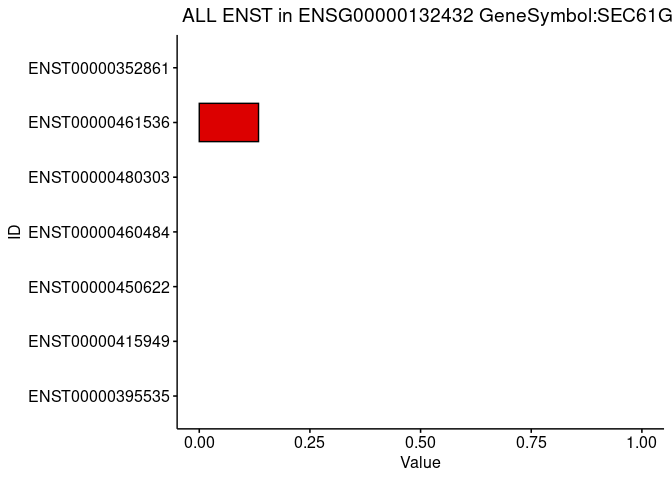 ALL ENST in ENSG00000132432 GeneSymbol:SEC61G
ENST00000352861
ENST00000461536
ENST00000480303
ENST00000460484
ENST00000450622
ENST00000415949
ENST00000395535
ID
0.00 0.25 0.50 0.75 1.00
Value